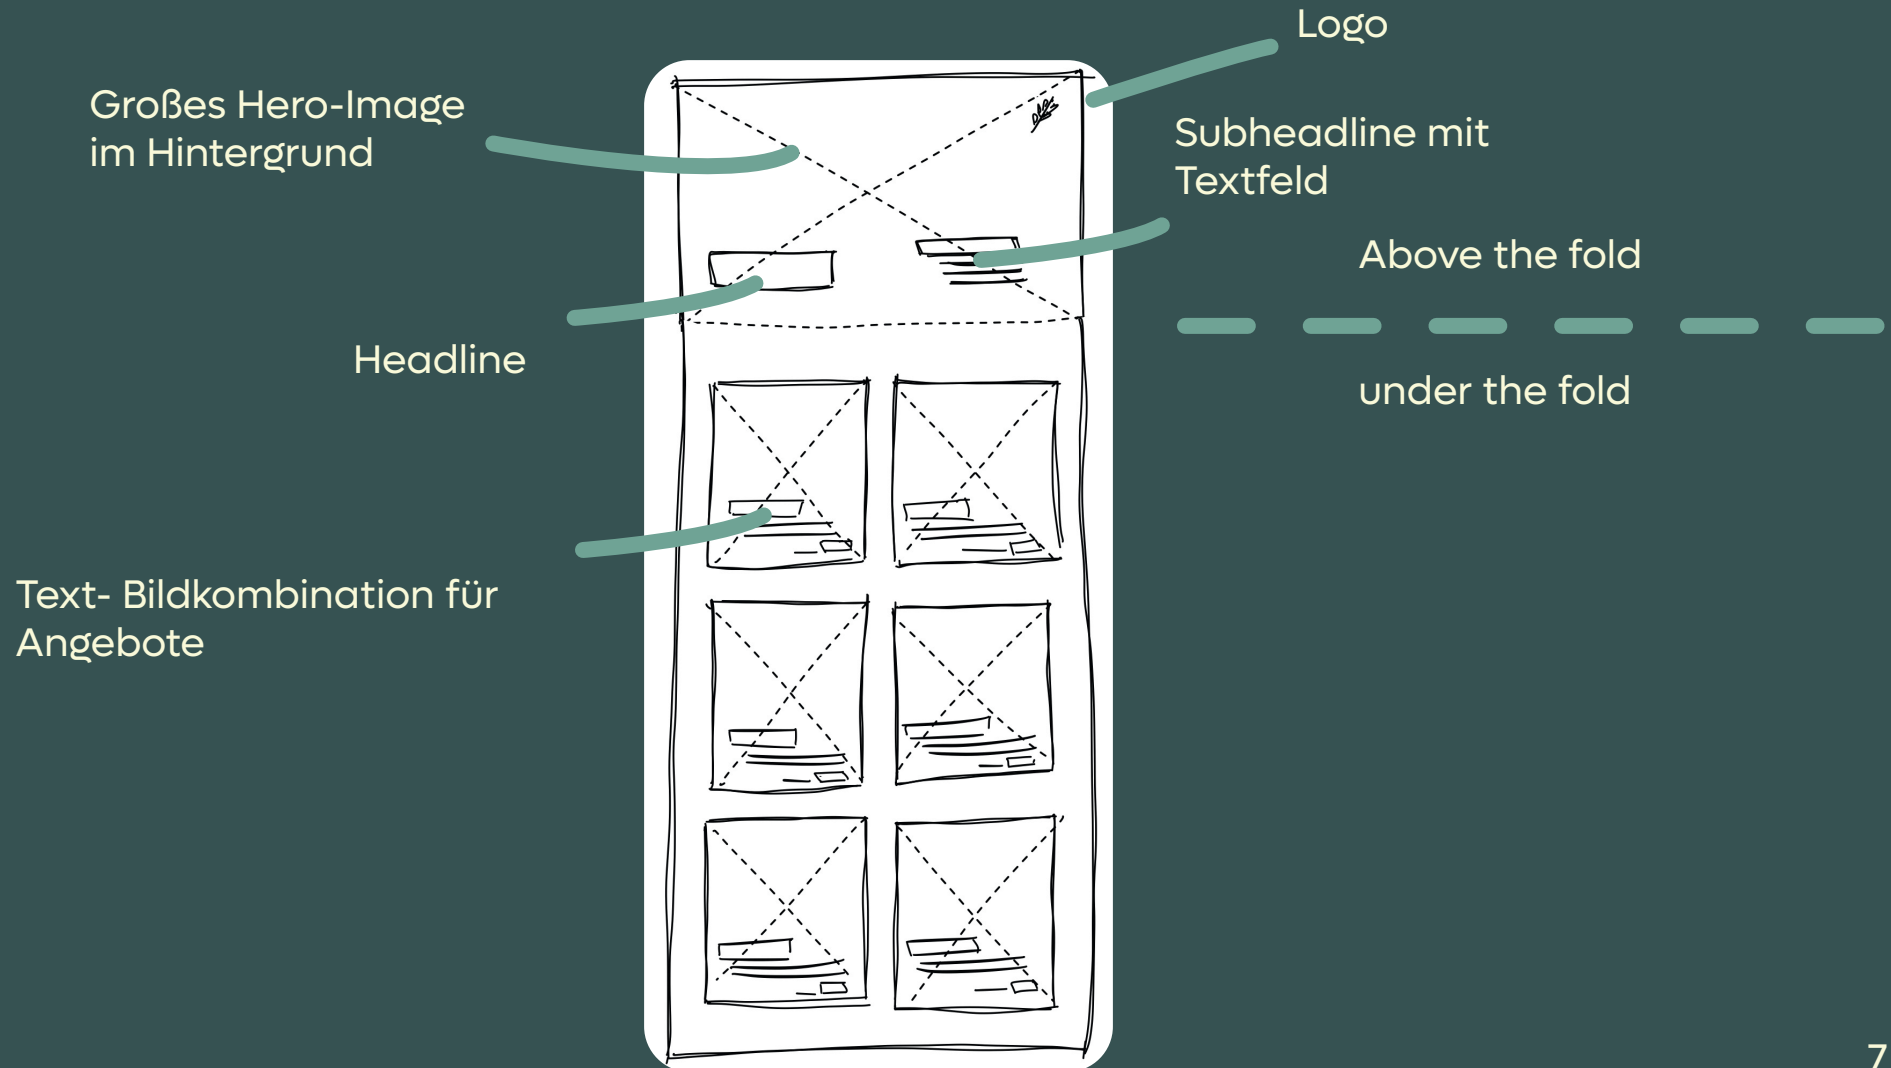 Logo
Großes Hero-Image
im Hintergrund
Subheadline mit
Textfeld
Above the fold
Headline
under the fold
Text- Bildkombination für
Angebote
7